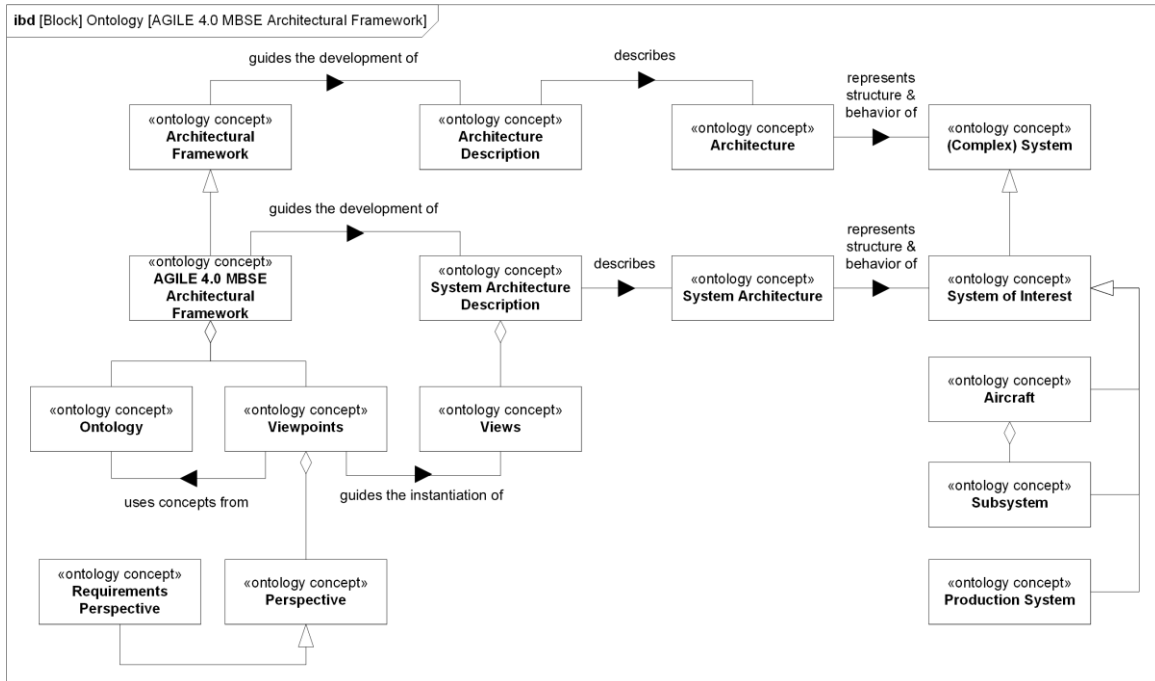 ibd [Block] Ontology [AGILE 4.0 MBSE Architectural Framework]
guides the development of
describes
represents
structure &
behavior of
«ontology concept»
Architectural
Framework
«ontology concept»
Architecture
Description
«ontology concept»
Architecture
«ontology concept»
(Complex) System
guides the development of
describes
represents
structure &
behavior of
«ontology concept»
AGILE 4.0 MBSE
Architectural
Framework
«ontology concept»
System Architecture
Description
«ontology concept»
System Architecture
«ontology concept»
System of Interest
«ontology concept»
Ontology
«ontology concept»
Viewpoints
«ontology concept»
Views
«ontology concept»
Aircraft
uses concepts from
guides the instantiation of
«ontology concept»
Subsystem
«ontology concept»
Requirements
Perspective
«ontology concept»
Perspective
«ontology concept»
Production System